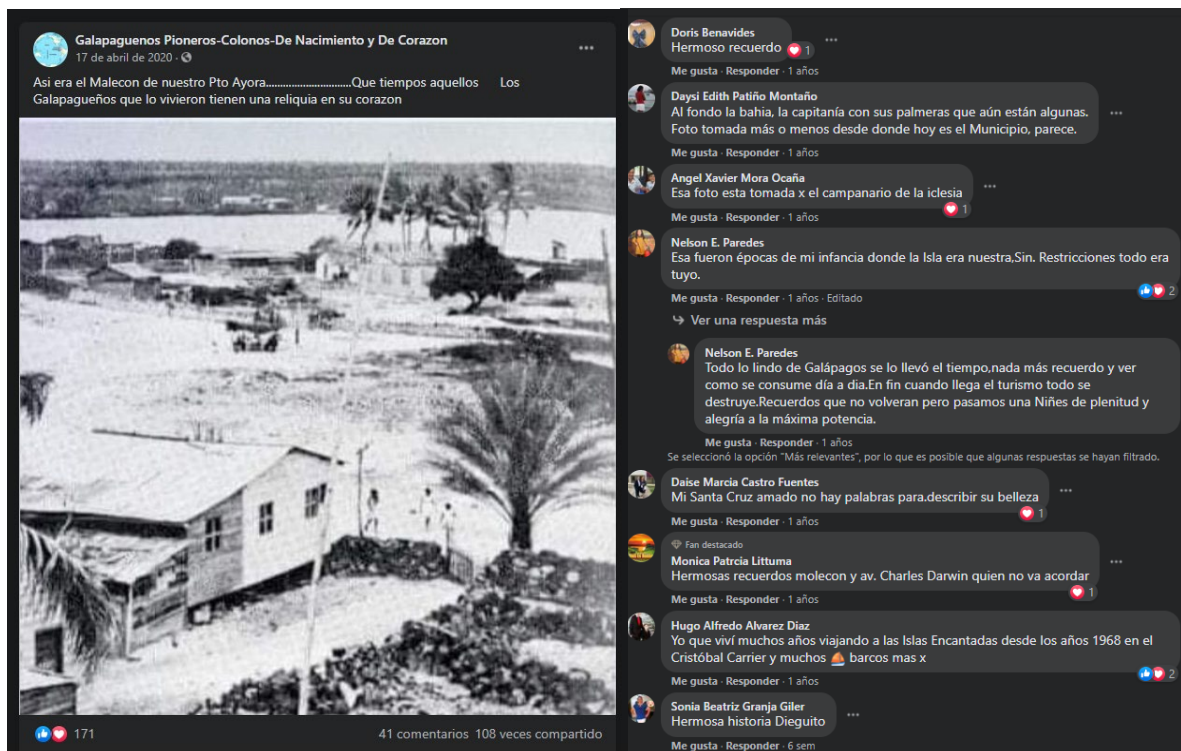 Galapaguenos Pioneros-Colonos-De Nacimiento y De Corazon
17 de abril de 2020 ·
Asi era el Malecon de nuestro Pto Ayora..............................Que tiempos aquellos Los
Galapagueños que lo vivieron tienen una reliquia en su corazon
171
41 comentarios 108 veces compartido
Doris Benavides
Hermoso recuerdo
1
Me gusta · Responder · 1 años
Daysi Edith Patiño Montaño
Al fondo la bahia, la capitanía con sus palmeras que aún están algunas.
Foto tomada más o menos desde donde hoy es el Municipio, parece.
Me gusta · Responder · 1 años
Angel Xavier Mora Ocaña
Esa foto esta tomada x el campanario de la iclesia
1
Me gusta · Responder · 1 años
Nelson E. Paredes
Esa fueron épocas de mi infancia donde la Isla era nuestra,Sin. Restricciones todo era
tuyo.
2
Me gusta · Responder · 1 años · Editado
Ver una respuesta más
Nelson E. Paredes
Todo lo lindo de Galápagos se lo llevó el tiempo,nada más recuerdo y ver
como se consume día a dia.En fin cuando llega el turismo todo se
destruye.Recuerdos que no volveran pero pasamos una Niñes de plenitud y
alegría a la máxima potencia.
Me gusta · Responder · 1 años
Se seleccionó la opción "Más relevantes", por lo que es posible que algunas respuestas se hayan filtrado.
Daise Marcia Castro Fuentes
Mi Santa Cruz amado no hay palabras para.describir su belleza
1
Me gusta · Responder · 1 años
Fan destacado
Monica Patrcia Littuma
Hermosas recuerdos molecon y av. Charles Darwin quien no va acordar
1
Me gusta · Responder · 1 años
Hugo Alfredo Alvarez Diaz
Yo que viví muchos años viajando a las Islas Encantadas desde los años 1968 en el
Cristóbal Carrier y muchos ⛵ barcos mas x
2
Me gusta · Responder · 1 años
Sonia Beatriz Granja Giler
Hermosa historia Dieguito
Me gusta · Responder · 6 sem